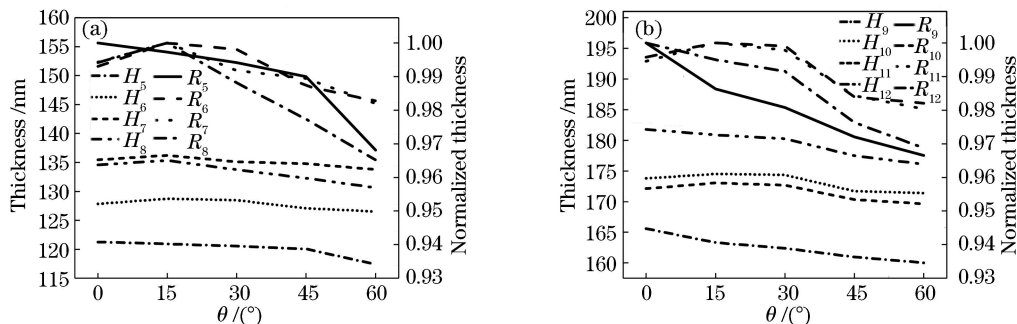 (a)
160
155
150
145
140
135
130
125
120
115
Thickness /nm
H5 R5
H6 R6
H7 R7
H8 R8
1.00
0.99
0.98
0.97
0.96
0.95
0.94
0.93
Normalized thickness
0 15 30 45 60
θ /(°)
(b)
200
195
190
185
180
175
170
165
160
Thickness /nm
H9 R9
H10 R10
H11 R11
H12 R12
1.00
0.99
0.98
0.97
0.96
0.95
0.94
0.93
Normalized thickness
0 15 30 45 60
θ /(°)